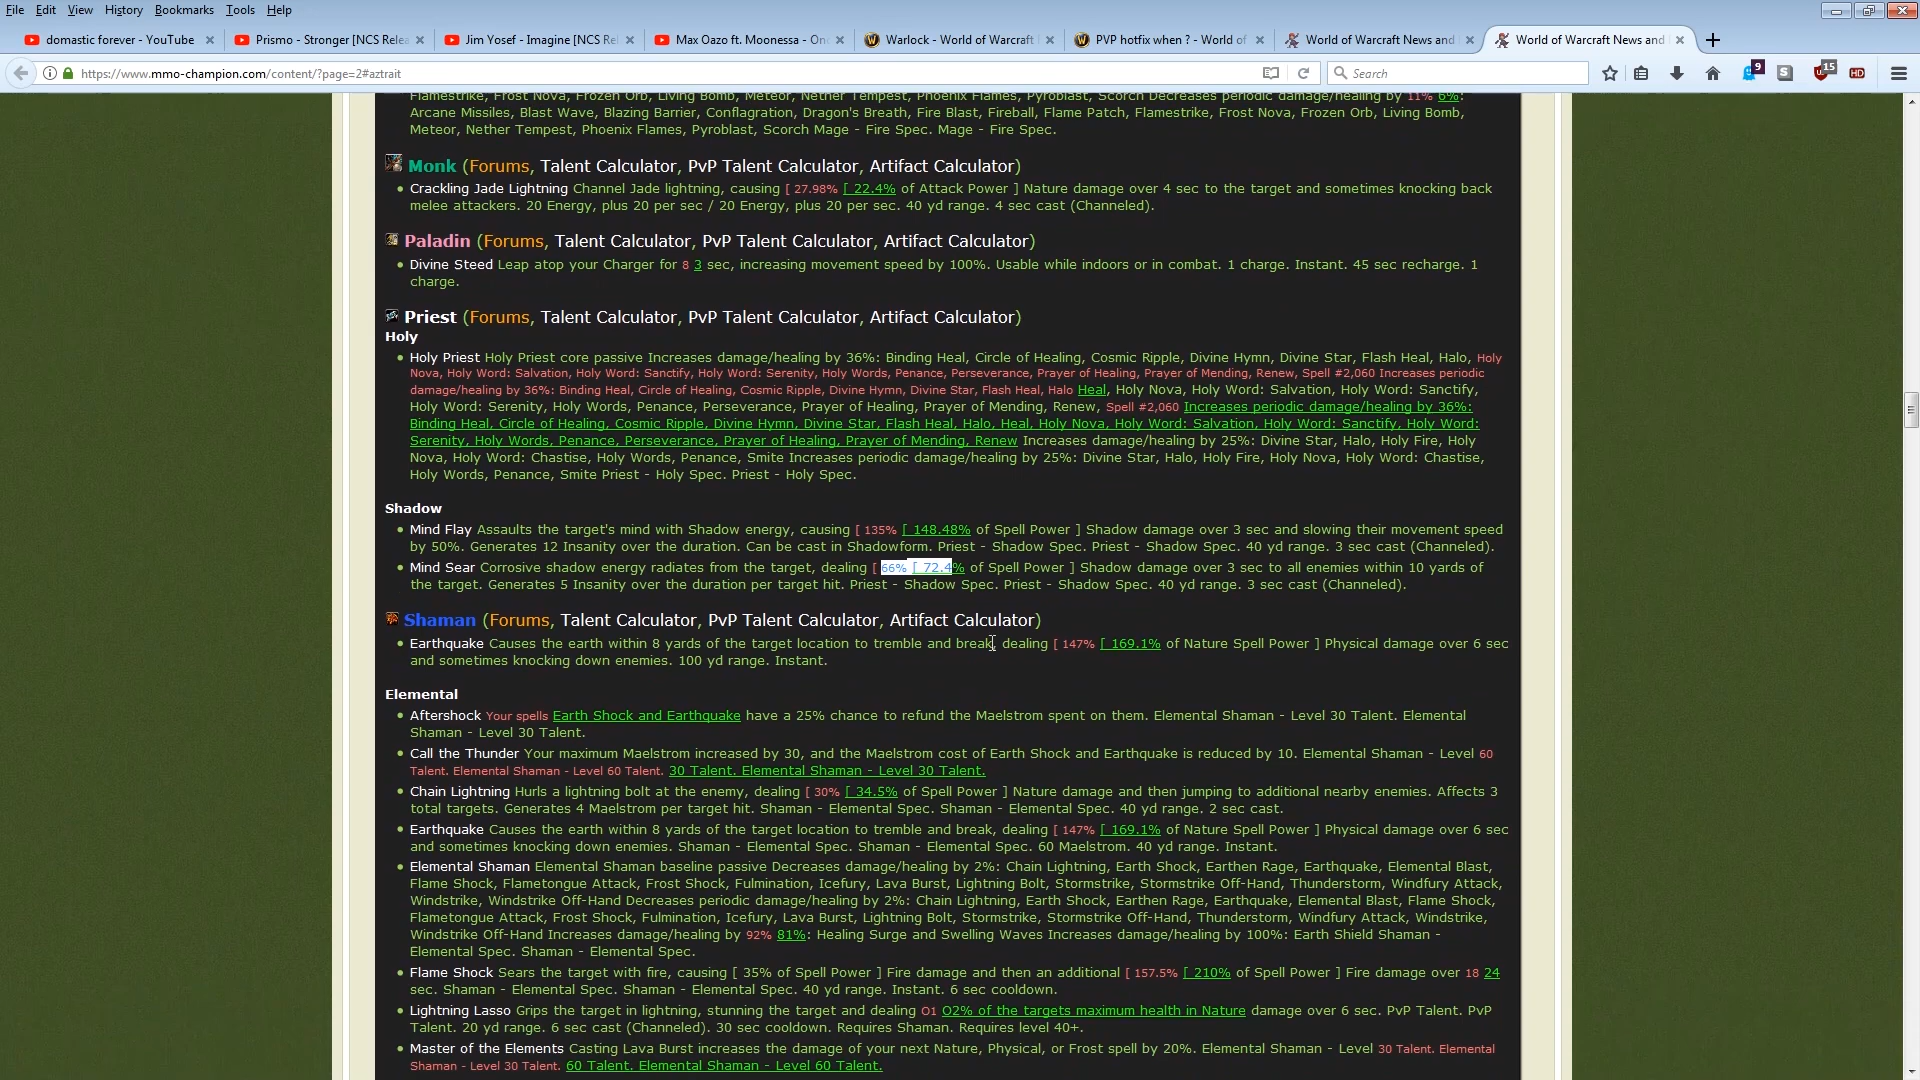 File Edit View History Bookmarks Tools Help
domastic forever - YouTube × Prismo - Stronger [NCS Rele × Jim Yosef - Imagine [NCS Re × Max Oazo ft. Moonessa - On × Warlock - World of Warcraft × PVP hotfix when ? - World of × World of Warcraft News and × World of Warcraft News and ×
https://www.mmo-champion.com/content/?page=2#aztrait Search 9 15 HD
Flamestrike, Frost Nova, Frozen Orb, Living Bomb, Meteor, Nether Tempest, Phoenix Flames, Pyroblast, Scorch Decreases periodic damage/healing by 11% 6%:
Arcane Missiles, Blast Wave, Blazing Barrier, Conflagration, Dragon's Breath, Fire Blast, Fireball, Flame Patch, Flamestrike, Frost Nova, Frozen Orb, Living Bomb,
Meteor, Nether Tempest, Phoenix Flames, Pyroblast, Scorch Mage - Fire Spec. Mage - Fire Spec.
Monk (Forums, Talent Calculator, PvP Talent Calculator, Artifact Calculator)
• Crackling Jade Lightning Channel Jade lightning, causing [ 27.98% [ 22.4% of Attack Power ] Nature damage over 4 sec to the target and sometimes knocking back
melee attackers. 20 Energy, plus 20 per sec / 20 Energy, plus 20 per sec. 40 yd range. 4 sec cast (Channeled).
Paladin (Forums, Talent Calculator, PvP Talent Calculator, Artifact Calculator)
• Divine Steed Leap atop your Charger for 8 3 sec, increasing movement speed by 100%. Usable while indoors or in combat. 1 charge. Instant. 45 sec recharge. 1
charge.
Priest (Forums, Talent Calculator, PvP Talent Calculator, Artifact Calculator)
Holy
• Holy Priest Holy Priest core passive Increases damage/healing by 36%: Binding Heal, Circle of Healing, Cosmic Ripple, Divine Hymn, Divine Star, Flash Heal, Halo, Holy
Nova, Holy Word: Salvation, Holy Word: Sanctify, Holy Word: Serenity, Holy Words, Penance, Perseverance, Prayer of Healing, Prayer of Mending, Renew, Spell #2,060 Increases periodic
damage/healing by 36%: Binding Heal, Circle of Healing, Cosmic Ripple, Divine Hymn, Divine Star, Flash Heal, Halo Heal, Holy Nova, Holy Word: Salvation, Holy Word: Sanctify,
Holy Word: Serenity, Holy Words, Penance, Perseverance, Prayer of Healing, Prayer of Mending, Renew, Spell #2,060 Increases periodic damage/healing by 36%:
Binding Heal, Circle of Healing, Cosmic Ripple, Divine Hymn, Divine Star, Flash Heal, Halo, Heal, Holy Nova, Holy Word: Salvation, Holy Word: Sanctify, Holy Word:
Serenity, Holy Words, Penance, Perseverance, Prayer of Healing, Prayer of Mending, Renew Increases damage/healing by 25%: Divine Star, Halo, Holy Fire, Holy
Nova, Holy Word: Chastise, Holy Words, Penance, Smite Increases periodic damage/healing by 25%: Divine Star, Halo, Holy Fire, Holy Nova, Holy Word: Chastise,
Holy Words, Penance, Smite Priest - Holy Spec. Priest - Holy Spec.
Shadow
• Mind Flay Assaults the target's mind with Shadow energy, causing [ 135% [ 148.48% of Spell Power ] Shadow damage over 3 sec and slowing their movement speed
by 50%. Generates 12 Insanity over the duration. Can be cast in Shadowform. Priest - Shadow Spec. Priest - Shadow Spec. 40 yd range. 3 sec cast (Channeled).
• Mind Sear Corrosive shadow energy radiates from the target, dealing [ 66% [ 72.4% of Spell Power ] Shadow damage over 3 sec to all enemies within 10 yards of
the target. Generates 5 Insanity over the duration per target hit. Priest - Shadow Spec. Priest - Shadow Spec. 40 yd range. 3 sec cast (Channeled).
Shaman (Forums, Talent Calculator, PvP Talent Calculator, Artifact Calculator)
• Earthquake Causes the earth within 8 yards of the target location to tremble and break, dealing [ 147% [ 169.1% of Nature Spell Power ] Physical damage over 6 sec
and sometimes knocking down enemies. 100 yd range. Instant.
Elemental
• Aftershock Your spells Earth Shock and Earthquake have a 25% chance to refund the Maelstrom spent on them. Elemental Shaman - Level 30 Talent. Elemental
Shaman - Level 30 Talent.
• Call the Thunder Your maximum Maelstrom increased by 30, and the Maelstrom cost of Earth Shock and Earthquake is reduced by 10. Elemental Shaman - Level 60
Talent. Elemental Shaman - Level 60 Talent. 30 Talent. Elemental Shaman - Level 30 Talent.
• Chain Lightning Hurls a lightning bolt at the enemy, dealing [ 30% [ 34.5% of Spell Power ] Nature damage and then jumping to additional nearby enemies. Affects 3
total targets. Generates 4 Maelstrom per target hit. Shaman - Elemental Spec. Shaman - Elemental Spec. 40 yd range. 2 sec cast.
• Earthquake Causes the earth within 8 yards of the target location to tremble and break, dealing [ 147% [ 169.1% of Nature Spell Power ] Physical damage over 6 sec
and sometimes knocking down enemies. Shaman - Elemental Spec. Shaman - Elemental Spec. 60 Maelstrom. 40 yd range. Instant.
• Elemental Shaman Elemental Shaman baseline passive Decreases damage/healing by 2%: Chain Lightning, Earth Shock, Earthen Rage, Earthquake, Elemental Blast,
Flame Shock, Flametongue Attack, Frost Shock, Fulmination, Icefury, Lava Burst, Lightning Bolt, Stormstrike, Stormstrike Off-Hand, Thunderstorm, Windfury Attack,
Windstrike, Windstrike Off-Hand Decreases periodic damage/healing by 2%: Chain Lightning, Earth Shock, Earthen Rage, Earthquake, Elemental Blast, Flame Shock,
Flametongue Attack, Frost Shock, Fulmination, Icefury, Lava Burst, Lightning Bolt, Stormstrike, Stormstrike Off-Hand, Thunderstorm, Windfury Attack, Windstrike,
Windstrike Off-Hand Increases damage/healing by 92% 81%: Healing Surge and Swelling Waves Increases damage/healing by 100%: Earth Shield Shaman -
Elemental Spec. Shaman - Elemental Spec.
• Flame Shock Sears the target with fire, causing [ 35% of Spell Power ] Fire damage and then an additional [ 157.5% [ 210% of Spell Power ] Fire damage over 18 24
sec. Shaman - Elemental Spec. Shaman - Elemental Spec. 40 yd range. Instant. 6 sec cooldown.
• Lightning Lasso Grips the target in lightning, stunning the target and dealing O1 O2% of the targets maximum health in Nature damage over 6 sec. PvP Talent. PvP
Talent. 20 yd range. 6 sec cast (Channeled). 30 sec cooldown. Requires Shaman. Requires level 40+.
• Master of the Elements Casting Lava Burst increases the damage of your next Nature, Physical, or Frost spell by 20%. Elemental Shaman - Level 30 Talent. Elemental
Shaman - Level 30 Talent. 60 Talent. Elemental Shaman - Level 60 Talent.